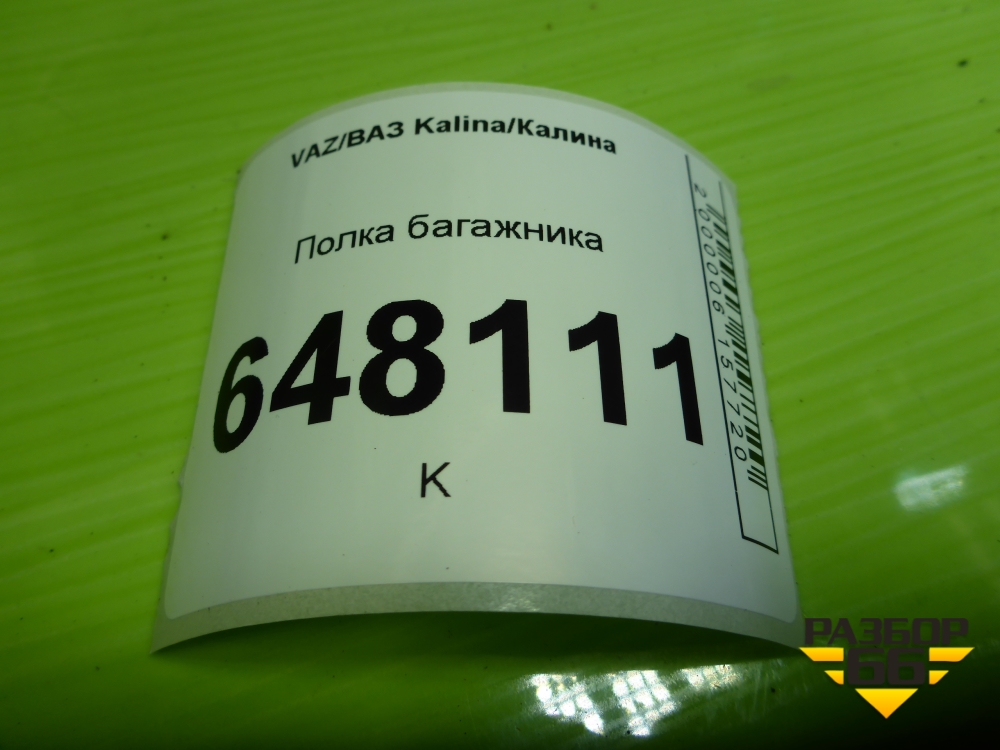 VAZ/ВАЗ Kalina/Калина
Полка багажника
648111
К
2000006157720
РАЗБОР
66